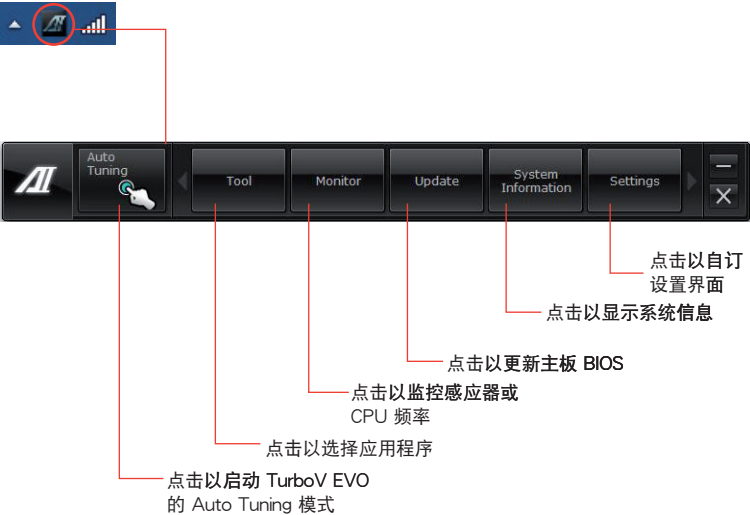 Auto
Tuning
Tool
Monitor
Update
System
Information
Settings
点击以自订
设置界面
点击以显示系统信息
点击以更新主板 BIOS
点击以监控感应器或
CPU 频率
点击以选择应用程序
点击以启动 TurboV EVO
的 Auto Tuning 模式